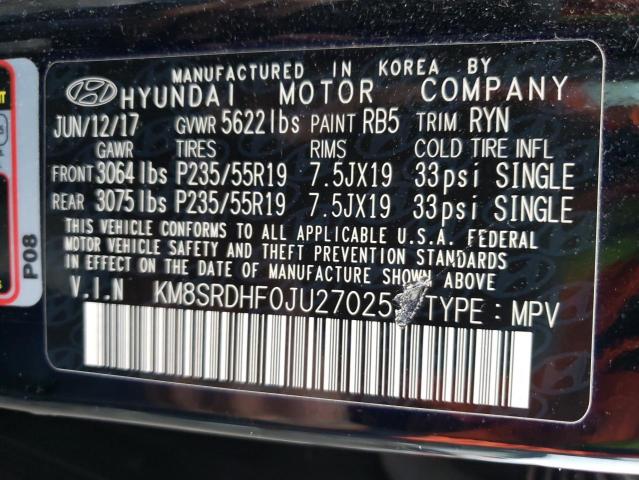 MANUFACTURED IN KOREA BY
HYUNDAI MOTOR COMPANY
JUN/12/17 GVWR 5622lbs PAINT RB5 TRIM RYN
GAWR TIRES RIMS COLD TIRE INFL
FRONT 3064lbs P235/55R19 7.5JX19 33psi SINGLE
REAR 3075lbs P235/55R19 7.5JX19 33psi SINGLE
THIS VEHICLE CONFORMS TO ALL APPLICABLE U.S.A. FEDERAL
MOTOR VEHICLE SAFETY AND THEFT PREVENTION STANDARDS
IN EFFECT ON THE DATE OF MANUFACTURE SHOWN ABOVE
V.I.N KM8SRDHF0JU27025 TYPE : MPV
P08